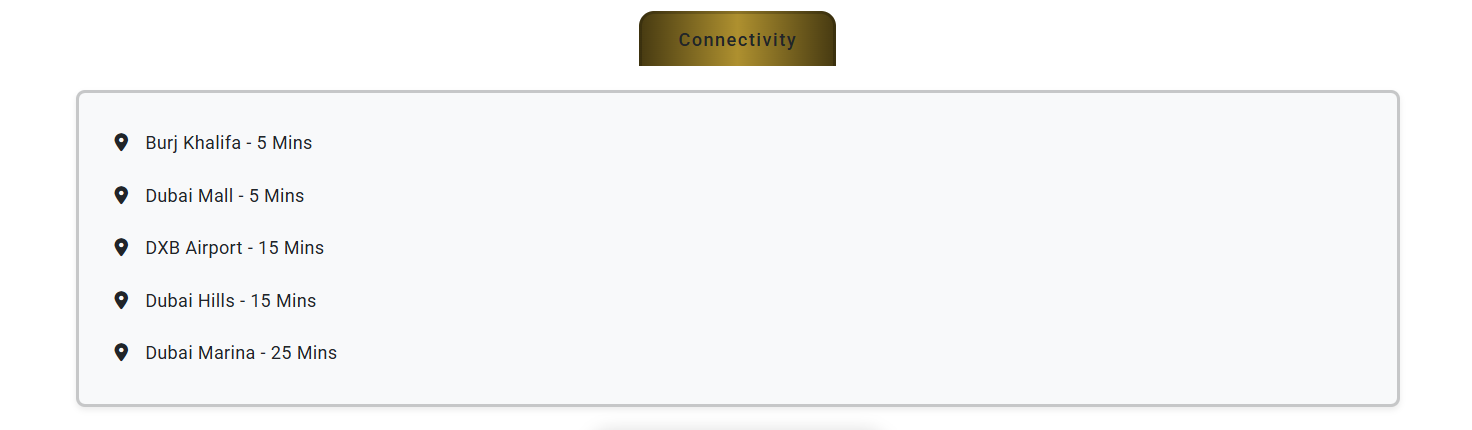 Connectivity
Burj Khalifa - 5 Mins
Dubai Mall - 5 Mins
DXB Airport - 15 Mins
Dubai Hills - 15 Mins
Dubai Marina - 25 Mins